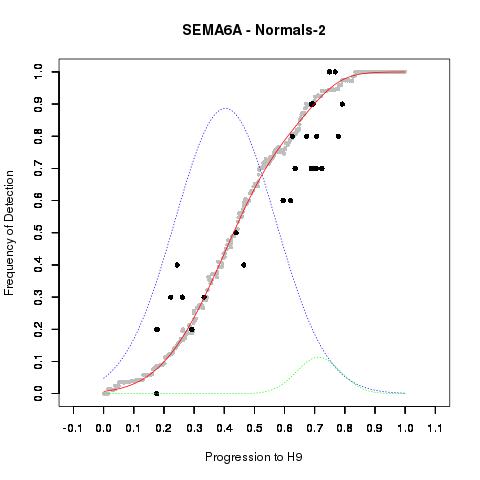 SEMA6A - Normals-2
Frequency of Detection
1.0
0.9
0.8
0.7
0.6
0.5
0.4
0.3
0.2
0.1
0.0
-0.1 0.0 0.1 0.2 0.3 0.4 0.5 0.6 0.7 0.8 0.9 1.0 1.1
Progression to H9